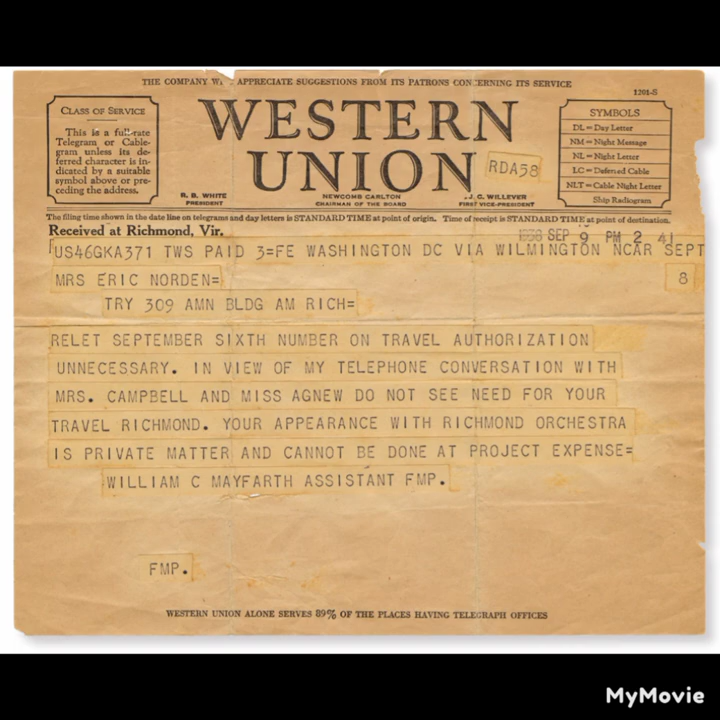 THE COMPANY WI APPRECIATE SUGGESTIONS FROM ITS PATRONS CONCERNING ITS SERVICE
1201-S
CLASS OF SERVICE
This is a full-rate
Telegram or Cable-
gram unless its de-
ferred character is in-
dicated by a suitable
symbol above or pre-
ceding the address.
WESTERN
UNION
RDA58
R. B. WHITE
PRESIDENT
NEWCOMB CARLTON
CHAIRMAN OF THE BOARD
J. C. WILLEVER
FIRST VICE-PRESIDENT
SYMBOLS
DL = Day Letter
NM = Night Message
NL = Night Letter
LC = Deferred Cable
NLT = Cable Night Letter
Ship Radiogram
The filing time shown in the date line on telegrams and day letters is STANDARD TIME at point of origin. Time of receipt is STANDARD TIME at point of destination.
Received at Richmond, Vir.
SEP 9 PM 2 41
US46GKA371 TWS PAID 3=FE WASHINGTON DC VIA WILMINGTON NCAR SEPT
8
MRS ERIC NORDEN=
TRY 309 AMN BLDG AM RICH=
RELET SEPTEMBER SIXTH NUMBER ON TRAVEL AUTHORIZATION
UNNECESSARY. IN VIEW OF MY TELEPHONE CONVERSATION WITH
MRS. CAMPBELL AND MISS AGNEW DO NOT SEE NEED FOR YOUR
TRAVEL RICHMOND. YOUR APPEARANCE WITH RICHMOND ORCHESTRA
IS PRIVATE MATTER AND CANNOT BE DONE AT PROJECT EXPENSE=
WILLIAM C MAYFARTH ASSISTANT FMP.
FMP.
WESTERN UNION ALONE SERVES 89% OF THE PLACES HAVING TELEGRAPH OFFICES
MyMovie